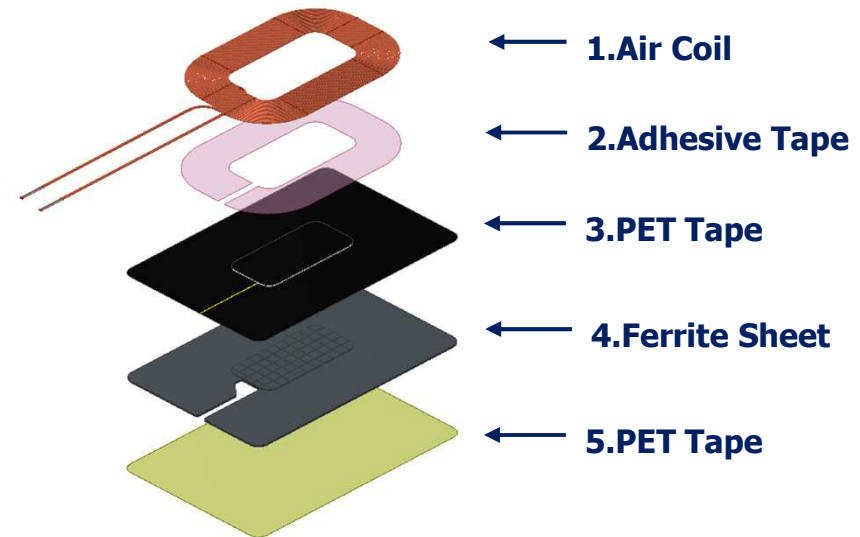 1.Air Coil
2.Adhesive Tape
3.PET Tape
4.Ferrite Sheet
5.PET Tape